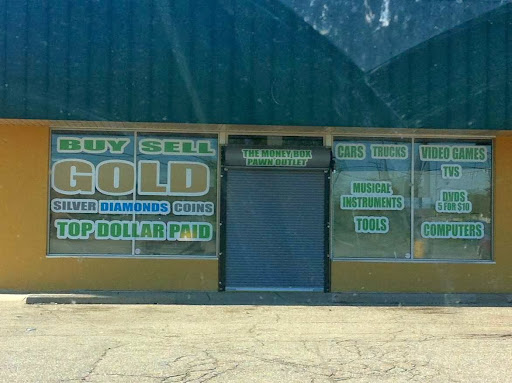 BUY SELL
GOLD
SILVER DIAMONDS COINS
TOP DOLLAR PAID
THE MONEY BOX
PAWN OUTLET
CARS TRUCKS
MUSICAL
INSTRUMENTS
TOOLS
VIDEO GAMES
TVS
DVDS
5 FOR $10
COMPUTERS